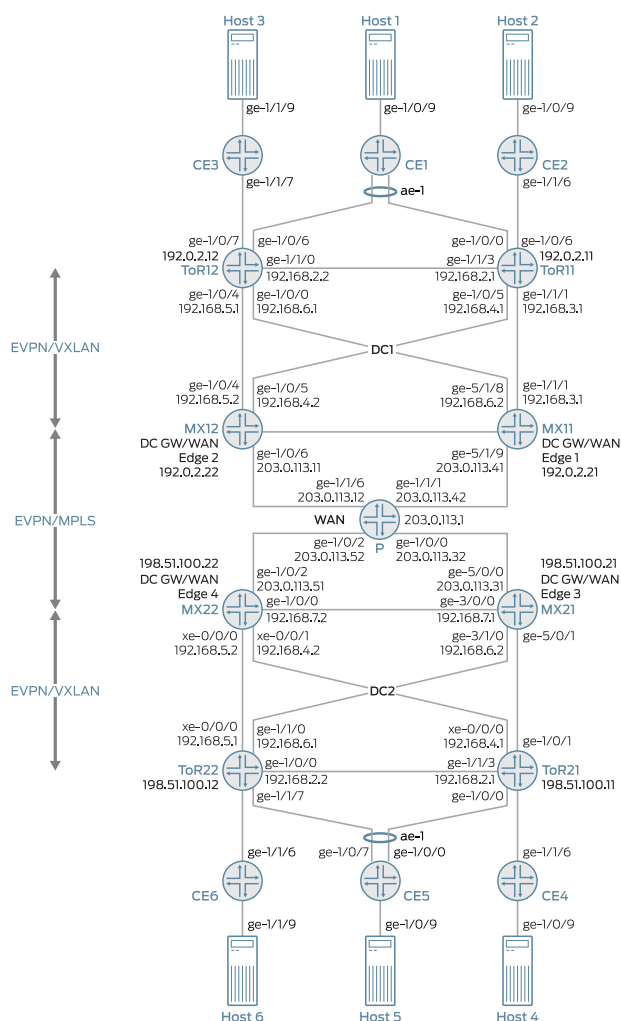 Host 3
Host 1
Host 2
ge-1/1/9
ge-1/0/9
ge-1/0/9
CE3
CE1
CE2
ge-1/1/7
ae-1
ge-1/1/6
ge-1/0/7
192.0.2.12
ToR12
ge-1/0/6
ge-1/1/0
192.168.2.2
ge-1/0/0
ge-1/1/3
192.168.2.1
ge-1/0/6
192.0.2.11
ToR11
ge-1/0/4
192.168.5.1
ge-1/0/0
192.168.6.1
ge-1/0/5
192.168.4.1
ge-1/1/1
192.168.3.1
EVPN/VXLAN
DC1
ge-1/0/4
192.168.5.2
ge-1/0/5
192.168.4.2
ge-5/1/8
192.168.6.2
ge-1/1/1
192.168.3.1
MX12
DC GW/WAN
Edge 2
192.0.2.22
MX11
DC GW/WAN
Edge 1
192.0.2.21
ge-1/0/6
203.0.113.11
ge-5/1/9
203.0.113.41
ge-1/1/6
203.0.113.12
ge-1/1/1
203.0.113.42
EVPN/MPLS
WAN
203.0.113.1
P
ge-1/0/2
203.0.113.52
ge-1/0/0
203.0.113.32
198.51.100.22
DC GW/WAN
Edge 4
MX22
ge-1/0/2
203.0.113.51
ge-1/0/0
192.168.7.2
ge-5/0/0
203.0.113.31
ge-3/0/0
192.168.7.1
198.51.100.21
DC GW/WAN
Edge 3
MX21
xe-0/0/0
192.168.5.2
xe-0/0/1
192.168.4.2
ge-3/1/0
192.168.6.2
ge-5/0/1
EVPN/VXLAN
DC2
xe-0/0/0
192.168.5.1
ge-1/1/0
192.168.6.1
xe-0/0/0
192.168.4.1
ge-1/0/1
ToR22
198.51.100.12
ge-1/0/0
192.168.2.2
ge-1/1/3
192.168.2.1
ToR21
198.51.100.11
ge-1/1/7
ge-1/0/0
ae-1
ge-1/1/6
ge-1/0/7
ge-1/0/0
ge-1/1/6
CE6
CE5
CE4
ge-1/1/9
ge-1/0/9
ge-1/0/9
Host 6
Host 5
Host 4